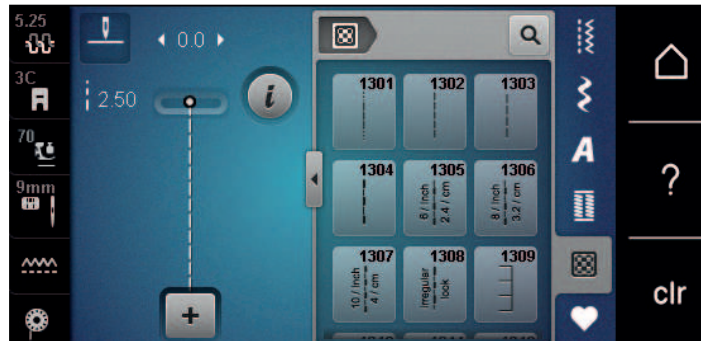 5.25
0.0
3C
2.50
70
9mm
1301
1302
1303
1304
1305
6 / Inch
2.4 / cm
1306
8 / Inch
3.2 / cm
1307
10 / Inch
4 / cm
1308
Irregular
look
1309
A
i
+
?
clr